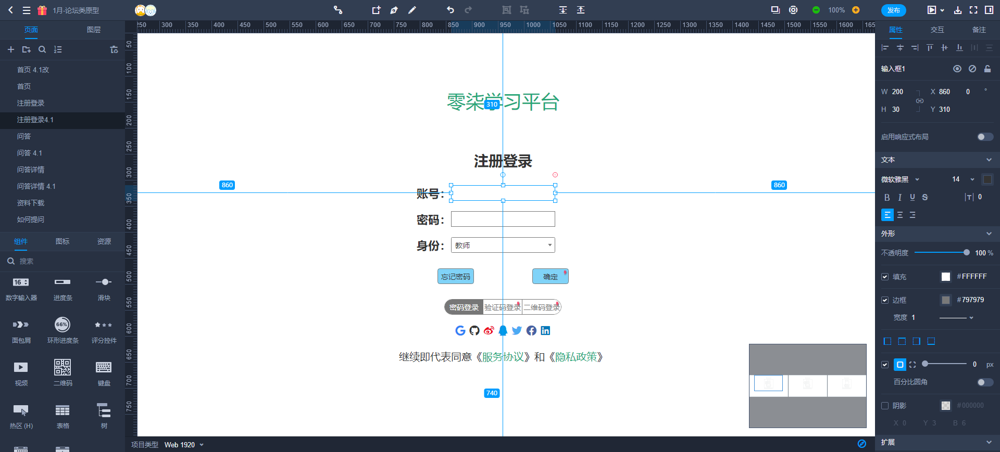 1月-论坛类原型
100%
发布
页面
图层
250 300 350 400 450 500 550 600 650 700 750 800 850 900 950 1000 1050 1100 1150 1200 1250 1300 1350 1400 1450 1500 1550 1600 165
属性
交互
备注
首页 4.1改
首页
注册登录
注册登录4.1
问答
问答 4.1
问答详情
问答详情 4.1
资料下载
如何提问
组件
图标
资源
搜索
16
数字输入器
进度条
滑块
66%
面包屑
环形进度条
评分控件
视频
二维码
键盘
热区 (H)
表格
树
50
100
150
200
250
300
350
400
450
500
550
600
650
700
750
零柒学习平台
310
注册登录
860
860
账号：
密码：
身份：
教师
忘记密码
确定
密码登录
验证码登录
二维码登录
继续即代表同意《服务协议》和《隐私政策》
740
项目类型
Web 1920
输入框1
W 200
X 860
0 °
H 30
Y 310
启用响应式布局
文本
微软雅黑
14
B I U S
|T| 0
外形
不透明度
100 %
填充
#FFFFFF
边框
#797979
宽度 1
0 px
百分比圆角
阴影
#000000
X 0
Y 3
B 6
扩展